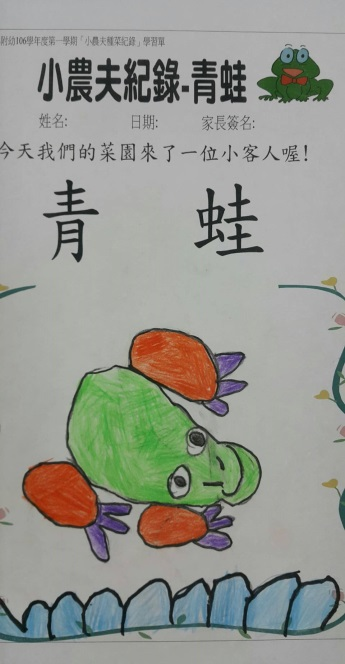 附幼106學年度第一學期「小農夫種菜紀錄」學習單
小農夫紀錄-青蛙
姓名: 日期: 家長簽名:
今天我們的菜園來了一位小客人喔!
青蛙